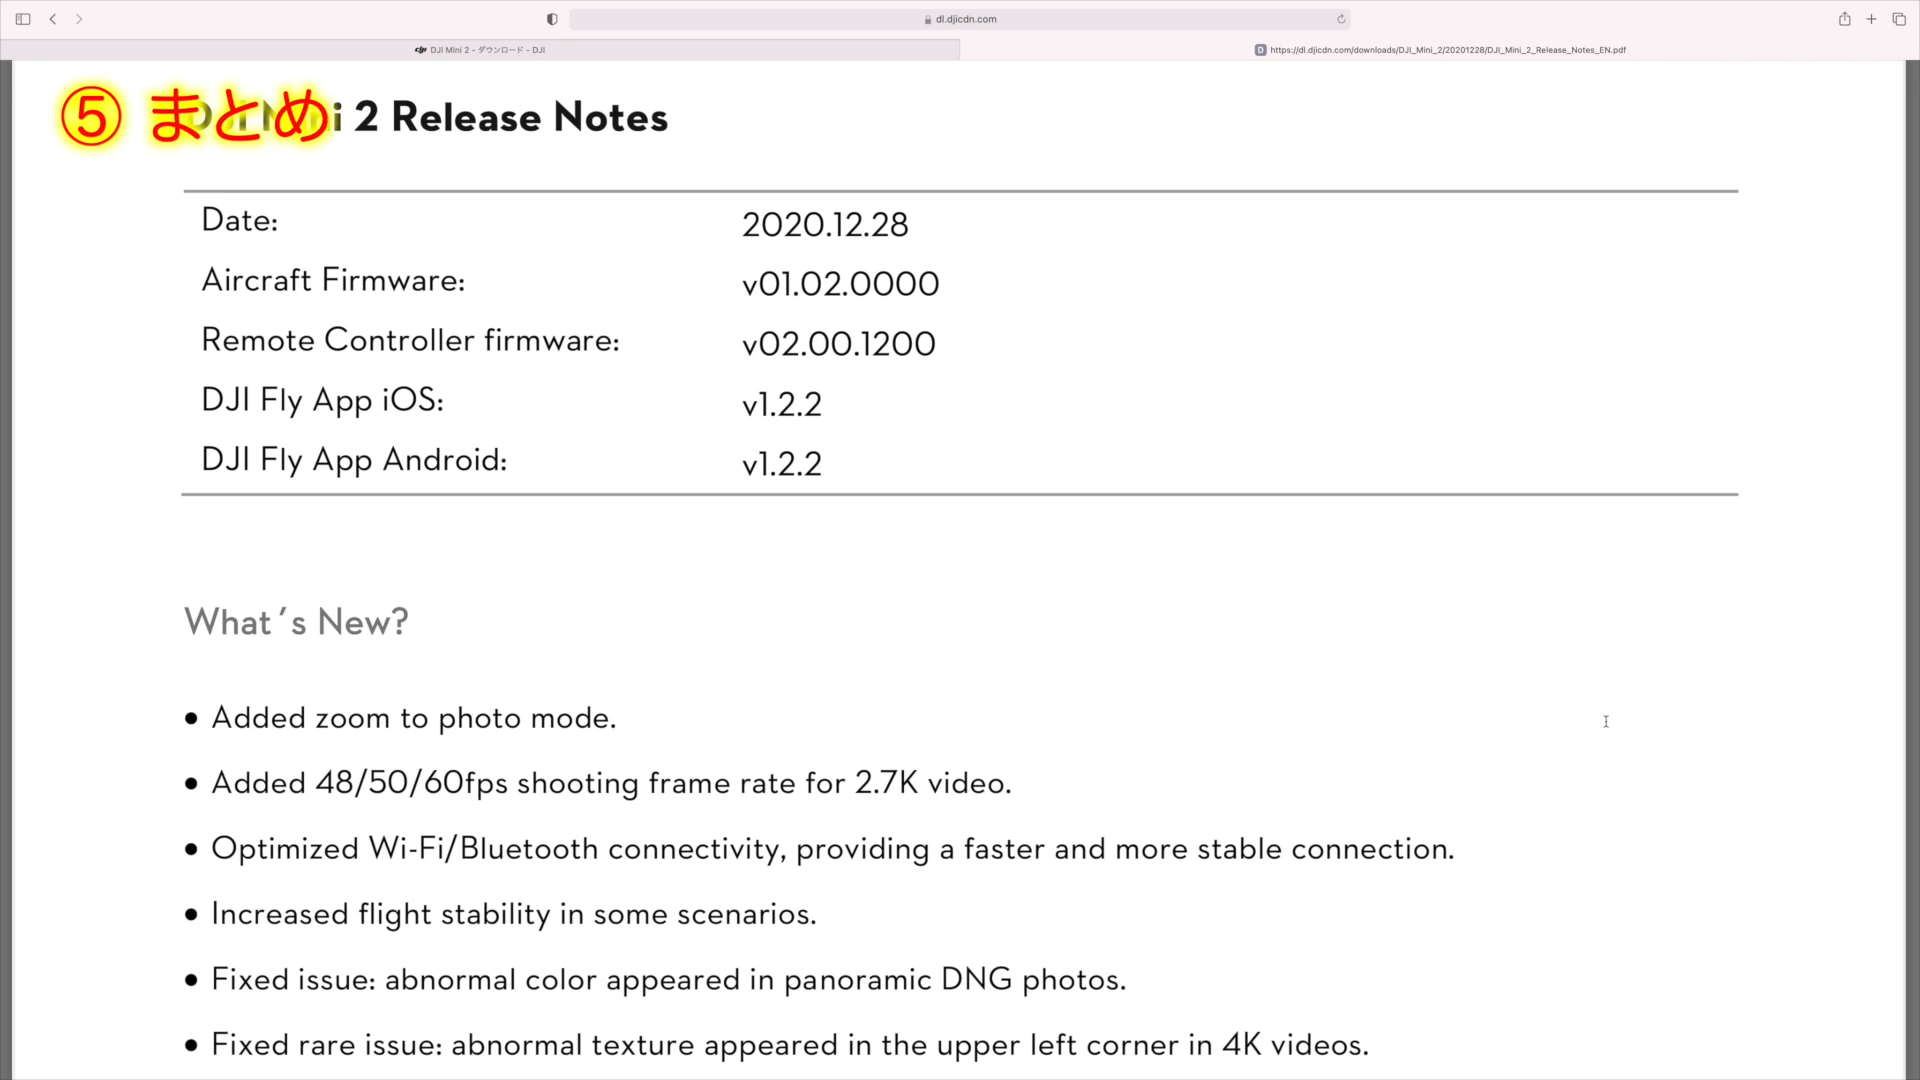 dl.djicdn.com
DJI Mini 2 - ダウンロード - DJI
https://dl.djicdn.com/downloads/DJI_Mini_2/20201228/DJI_Mini_2_Release_Notes_EN.pdf
⑤ まとめ
DJI Mini 2 Release Notes
Date: 2020.12.28
Aircraft Firmware: v01.02.0000
Remote Controller firmware: v02.00.1200
DJI Fly App iOS: v1.2.2
DJI Fly App Android: v1.2.2
What´s New?
• Added zoom to photo mode.
• Added 48/50/60fps shooting frame rate for 2.7K video.
• Optimized Wi-Fi/Bluetooth connectivity, providing a faster and more stable connection.
• Increased flight stability in some scenarios.
• Fixed issue: abnormal color appeared in panoramic DNG photos.
• Fixed rare issue: abnormal texture appeared in the upper left corner in 4K videos.